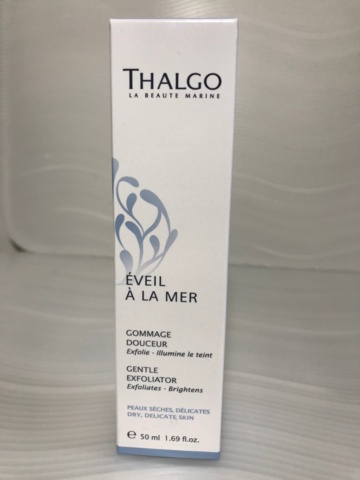 THALGO
LA BEAUTE MARINE
ÉVEIL
À LA MER
GOMMAGE
DOUCEUR
Exfolie - Illumine le teint
GENTLE
EXFOLIATOR
Exfoliates - Brightens
PEAUX SÈCHES, DÉLICATES
DRY, DELICATE SKIN
℮ 50 ml 1.69 fl.oz.